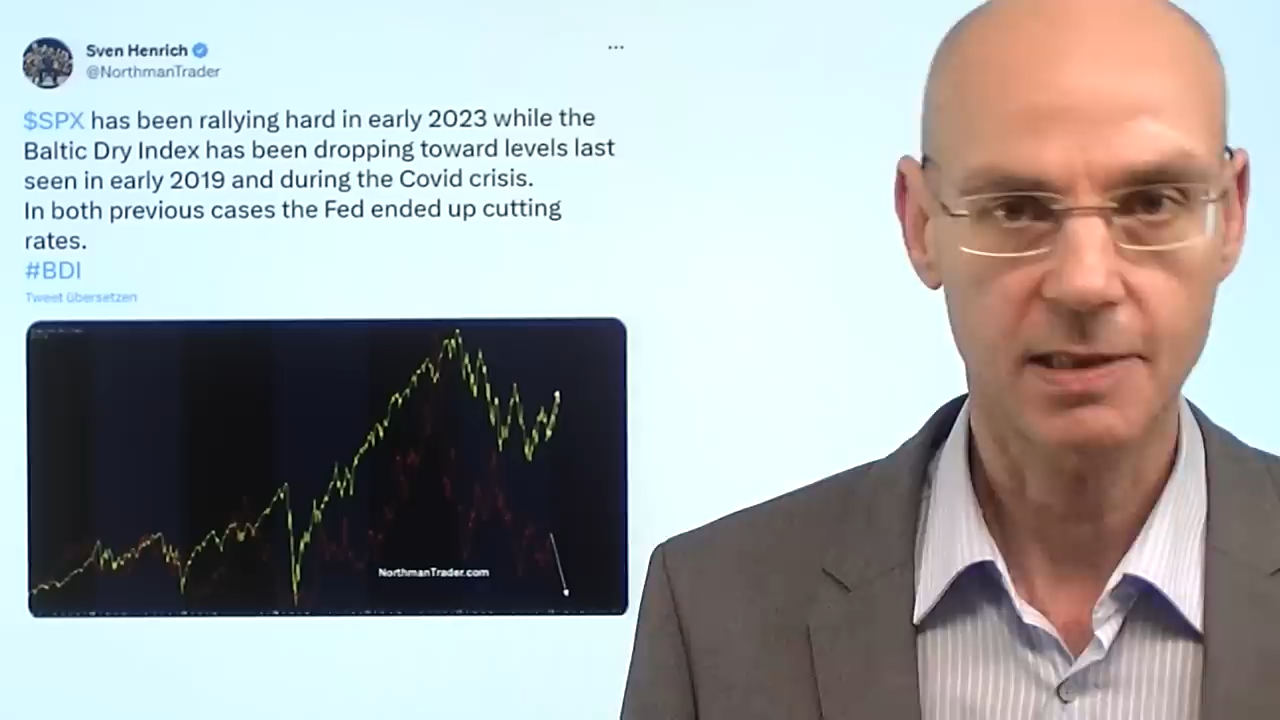 Sven Henrich
@NorthmanTrader
$SPX has been rallying hard in early 2023 while the
Baltic Dry Index has been dropping toward levels last
seen in early 2019 and during the Covid crisis.
In both previous cases the Fed ended up cutting
rates.
#BDI
Tweet übersetzen
NorthmanTrader.com